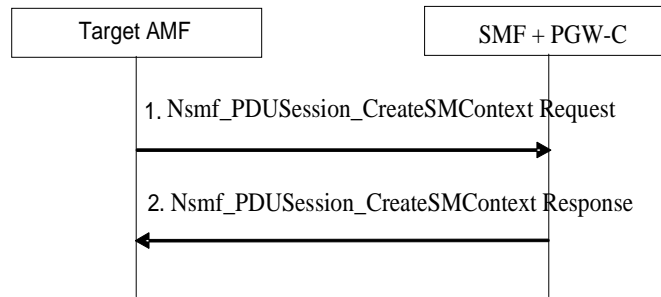 Target AMF
SMF + PGW-C
1. Nsmf_PDUSession_CreateSMContext Request
2. Nsmf_PDUSession_CreateSMContext Response